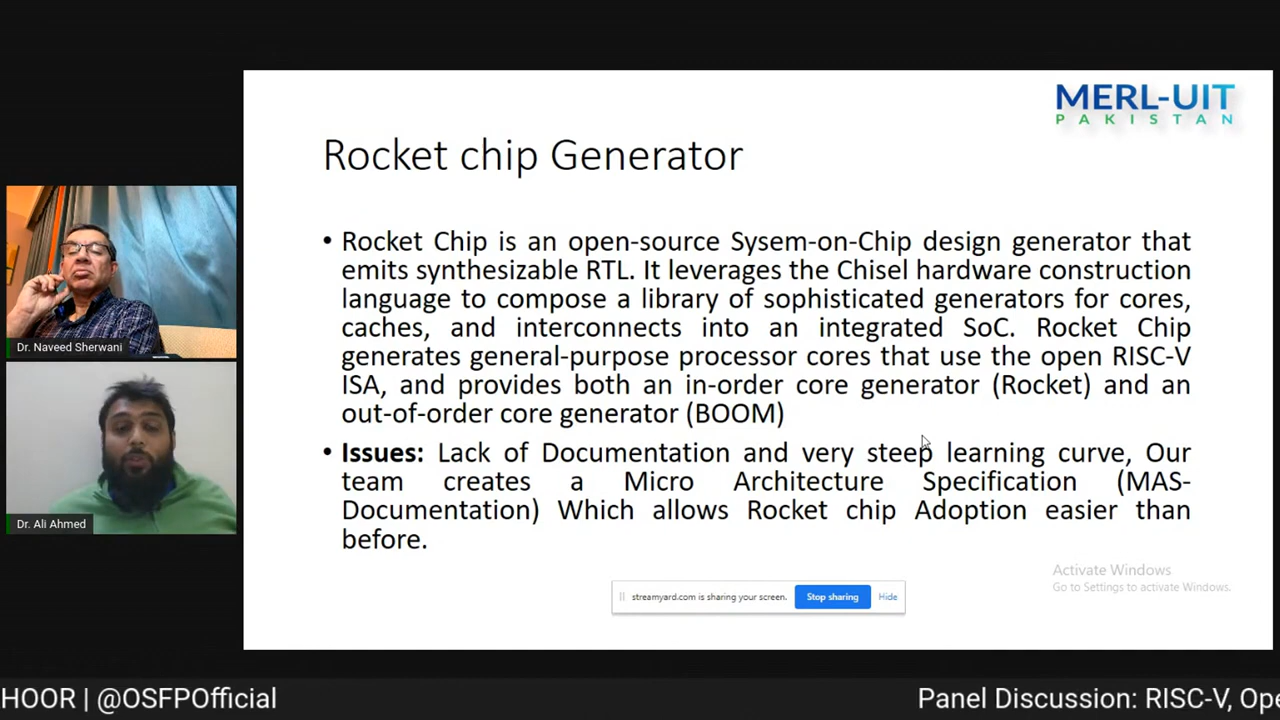 MERL-UIT
PAKISTAN
Rocket chip Generator
• Rocket Chip is an open-source Sysem-on-Chip design generator that
emits synthesizable RTL. It leverages the Chisel hardware construction
language to compose a library of sophisticated generators for cores,
caches, and interconnects into an integrated SoC. Rocket Chip
generates general-purpose processor cores that use the open RISC-V
ISA, and provides both an in-order core generator (Rocket) and an
out-of-order core generator (BOOM)
• Issues: Lack of Documentation and very steep learning curve, Our
team creates a Micro Architecture Specification (MAS-
Documentation) Which allows Rocket chip Adoption easier than
before.
Dr. Naveed Sherwani
Dr. Ali Ahmed
Activate Windows
Go to Settings to activate Windows.
streamyard.com is sharing your screen. Stop sharing Hide
HOOR | @OSFPOfficial
Panel Discussion: RISC-V, Ope